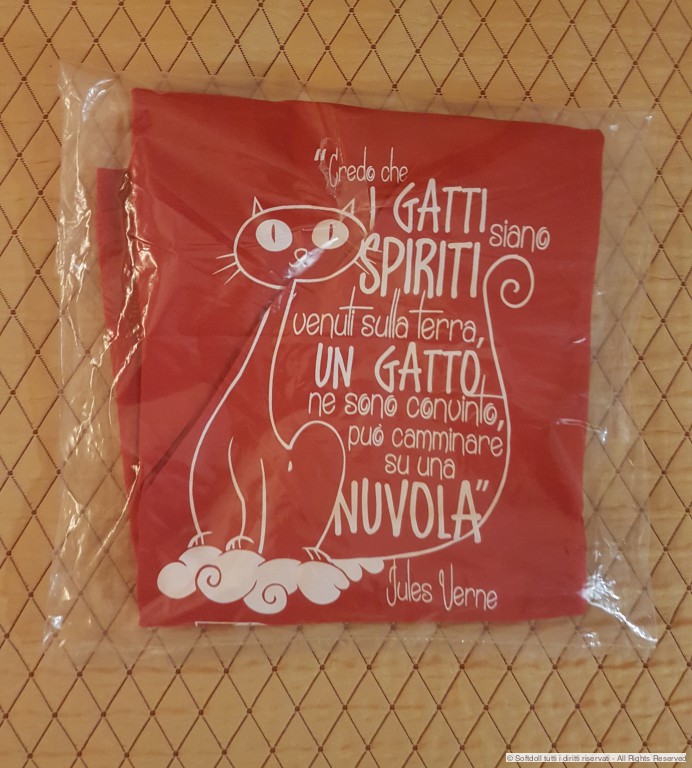 "Credo che
I GATTI
siano
SPIRITI
venuti sulla terra,
UN GATTO,
ne sono convinto,
può camminare
su una
NUVOLA"
Jules Verne
© Softdoll tutti i diritti riservati - All Rights Reserved